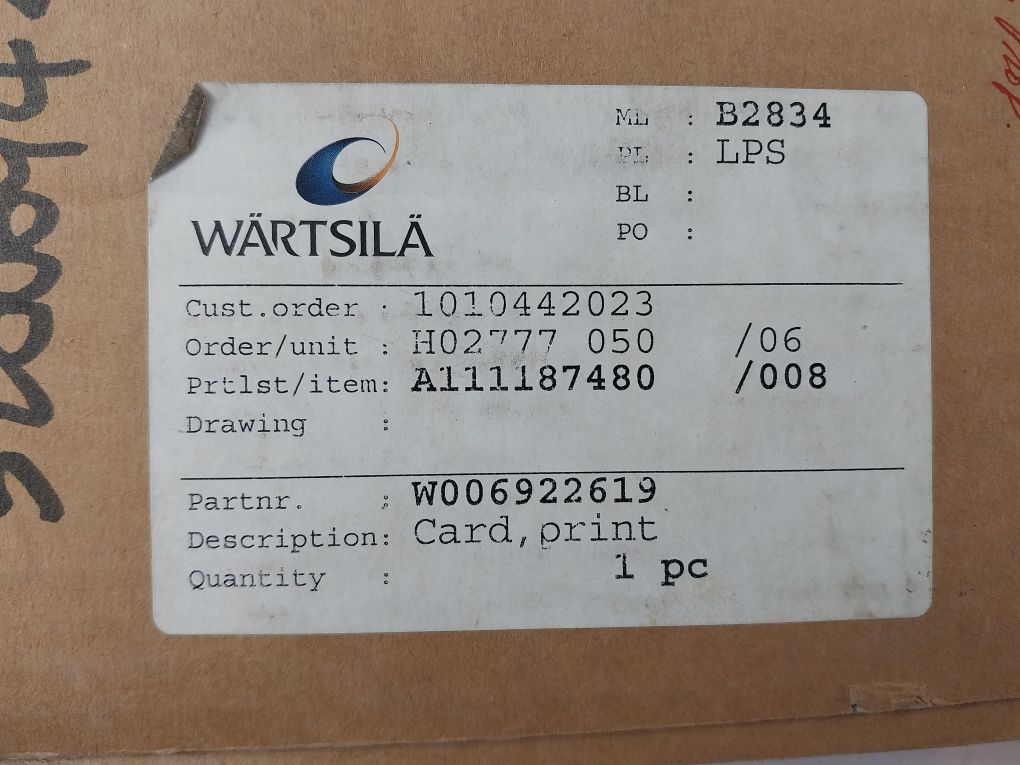 WÄRTSILÄ
ML : B2834
PL : LPS
BL :
PO :
Cust.order : 1010442023
Order/unit : H02777 050 /06
Prtlst/item: A111187480 /008
Drawing :
Partnr. : W006922619
Description: Card,print
Quantity : 1 pc